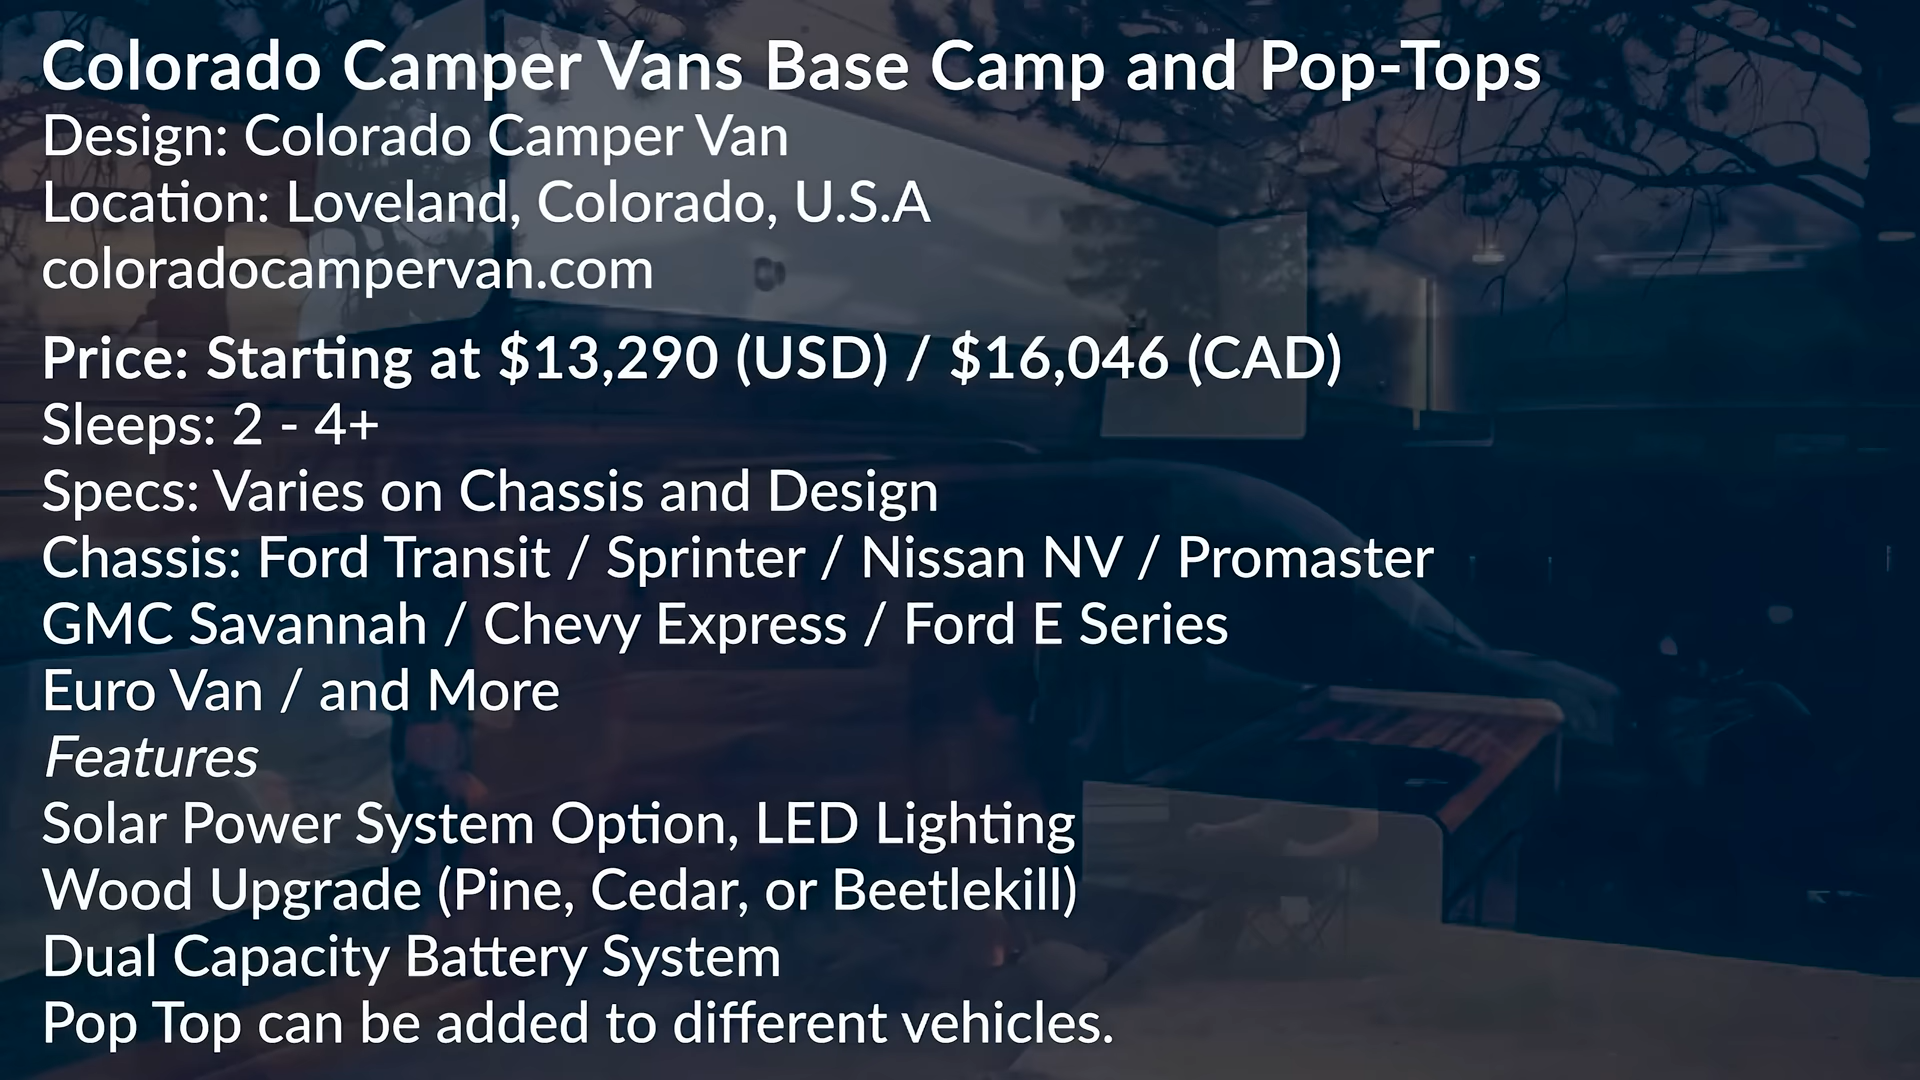 Colorado Camper Vans Base Camp and Pop-Tops
Design: Colorado Camper Van
Location: Loveland, Colorado, U.S.A
coloradocampervan.com
Price: Starting at $13,290 (USD) / $16,046 (CAD)
Sleeps: 2 - 4+
Specs: Varies on Chassis and Design
Chassis: Ford Transit / Sprinter / Nissan NV / Promaster
GMC Savannah / Chevy Express / Ford E Series
Euro Van / and More
Features
Solar Power System Option, LED Lighting
Wood Upgrade (Pine, Cedar, or Beetlekill)
Dual Capacity Battery System
Pop Top can be added to different vehicles.